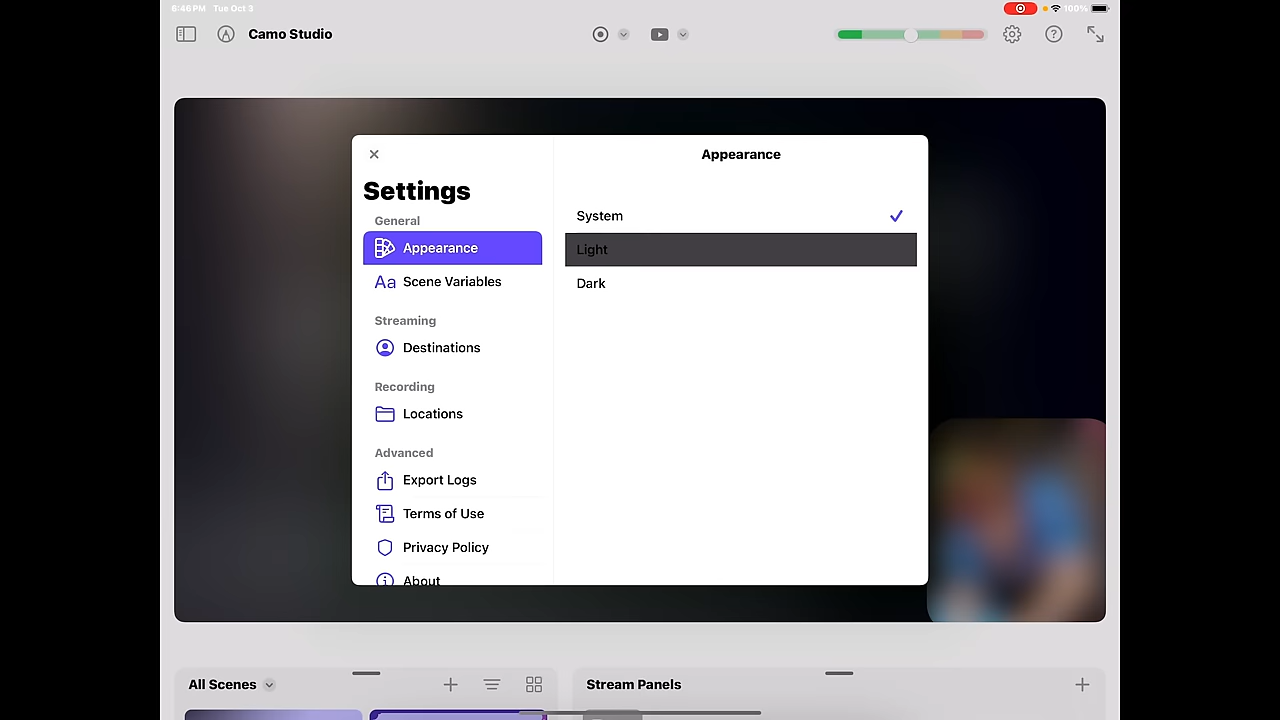 6:46 PM Tue Oct 3
100%
Camo Studio
Appearance
Settings
General
System
Appearance
Light
Scene Variables
Dark
Streaming
Destinations
Recording
Locations
Advanced
Export Logs
Terms of Use
Privacy Policy
About
All Scenes
Stream Panels